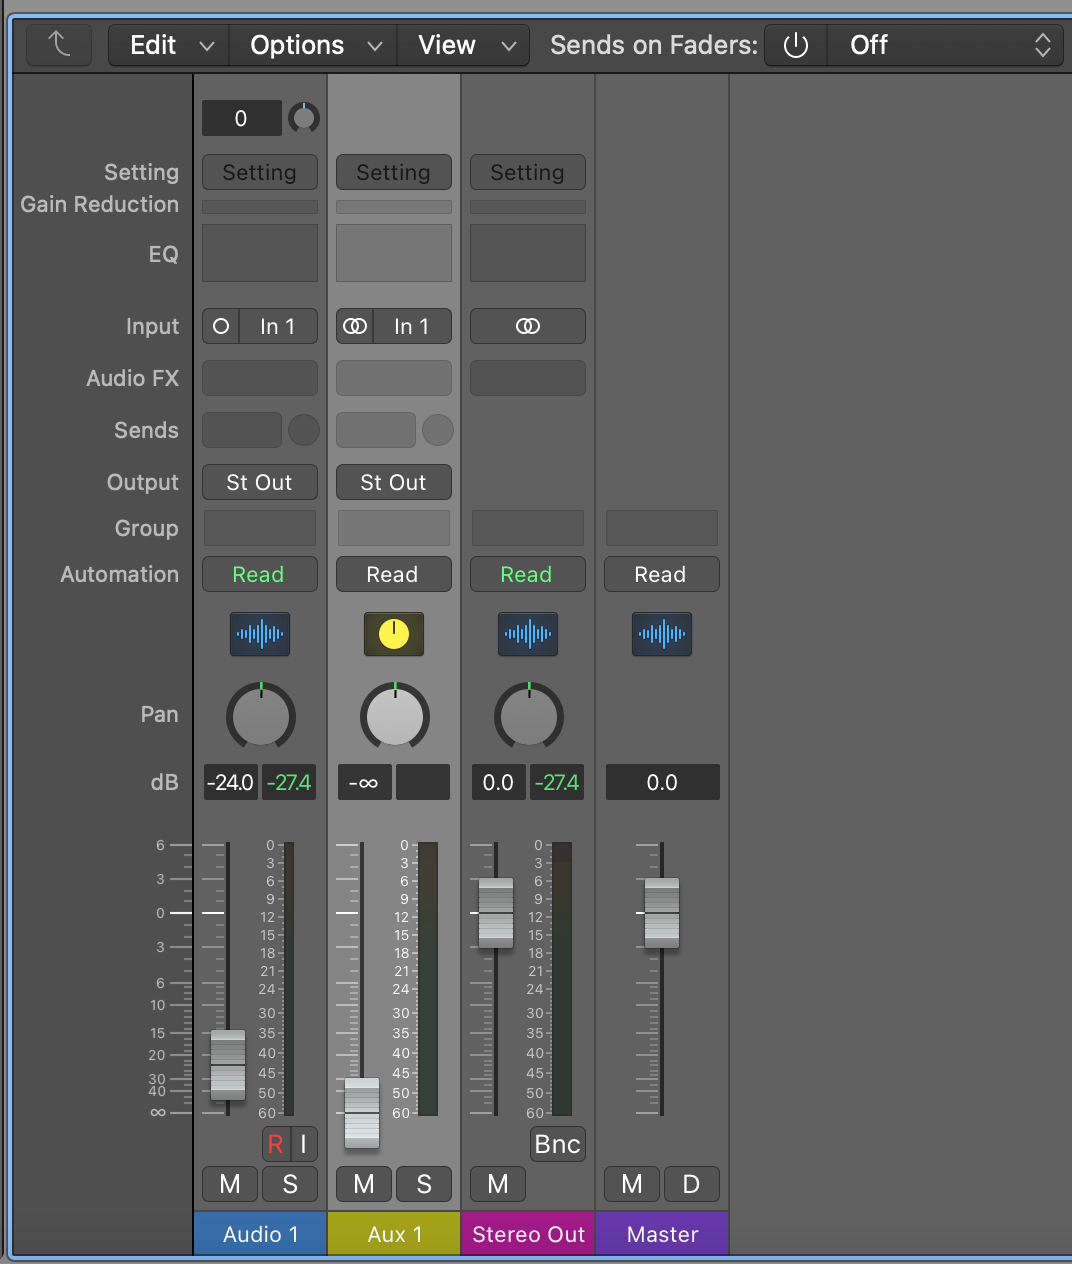 Edit Options View Sends on Faders: Off
0
Setting Setting Setting Setting
Gain Reduction
EQ
Input In 1 In 1
Audio FX
Sends
Output St Out St Out
Group
Automation Read Read Read Read
Pan
dB -24.0 -27.4 -∞ 0.0 -27.4 0.0
6 0 0 0
3 3 3
3 6 6 6
9 9 9
0 12 12 12
15 15 15
3 18 18 18
21 21 21
6 24 24 24
10 30 30 30
15 35 35 35
20 40 40 40
30 45 45 45
40 50 50 50
∞ 60 60 60
R I Bnc
M S M S M M D
Audio 1 Aux 1 Stereo Out Master